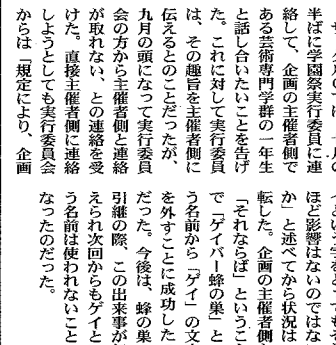 半ばに学園祭実行委員に連
絡して、企画の主催者側で
ある芸術専門学群の一年生
と話し合いたいことを告げ
た。これに対して実行委員
は、その趣旨を主催者側に
伝えるとのことだったが、
九月の頭になって実行委員
会の方から主催者側と連絡
が取れない、との連絡を受
けた。直接主催者側に連絡
しようとしても実行委員会
からは「規定により、企画
ほど影響はないのではな
か」と述べてから状況は
転した。企画の主催者側
「それならば」というこ
で「ゲイバー蜂の巣」と
う名前から「ゲイ」の文
を外すことに成功した
だった。今後は、蜂の巣
引継の際、この出来事が
えられ次回からもゲイと
う名前は使われないこと
なったのだった。